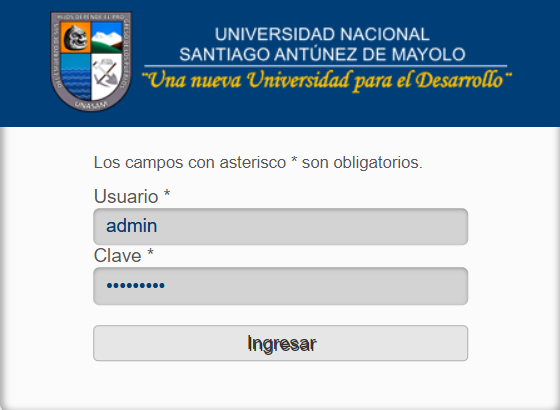 UNIVERSIDAD NACIONAL
SANTIAGO ANTÚNEZ DE MAYOLO
"Una nueva Universidad para el Desarrollo"
UNASAM
Los campos con asterisco * son obligatorios.
Usuario *
admin
Clave *
•••••••••
Ingresar